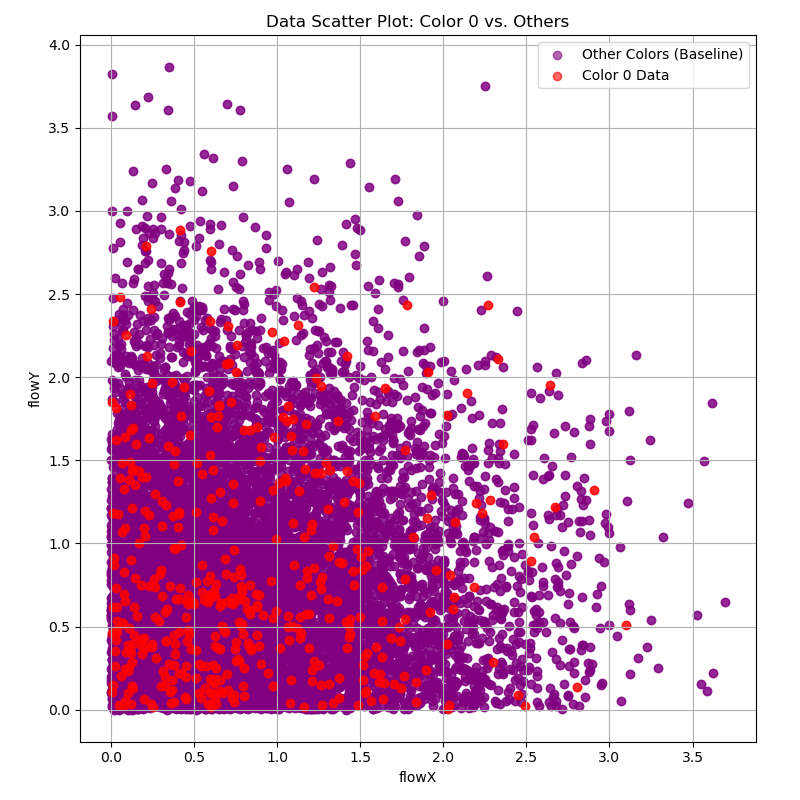 Data Scatter Plot: Color 0 vs. Others
Other Colors (Baseline)
Color 0 Data
flowY
4.0
3.5
3.0
2.5
2.0
1.5
1.0
0.5
0.0
0.0 0.5 1.0 1.5 2.0 2.5 3.0 3.5
flowX